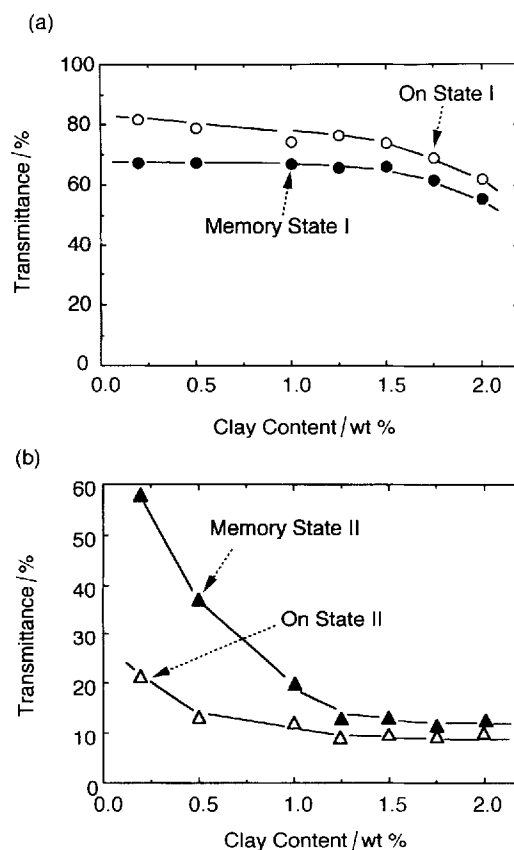 (a)
100
80
60
40
20
0
Transmittance / %
On State I
Memory State I
0.0 0.5 1.0 1.5 2.0
Clay Content / wt %
(b)
60
50
40
30
20
10
0
Transmittance / %
Memory State II
On State II
0.0 0.5 1.0 1.5 2.0
Clay Content / wt %